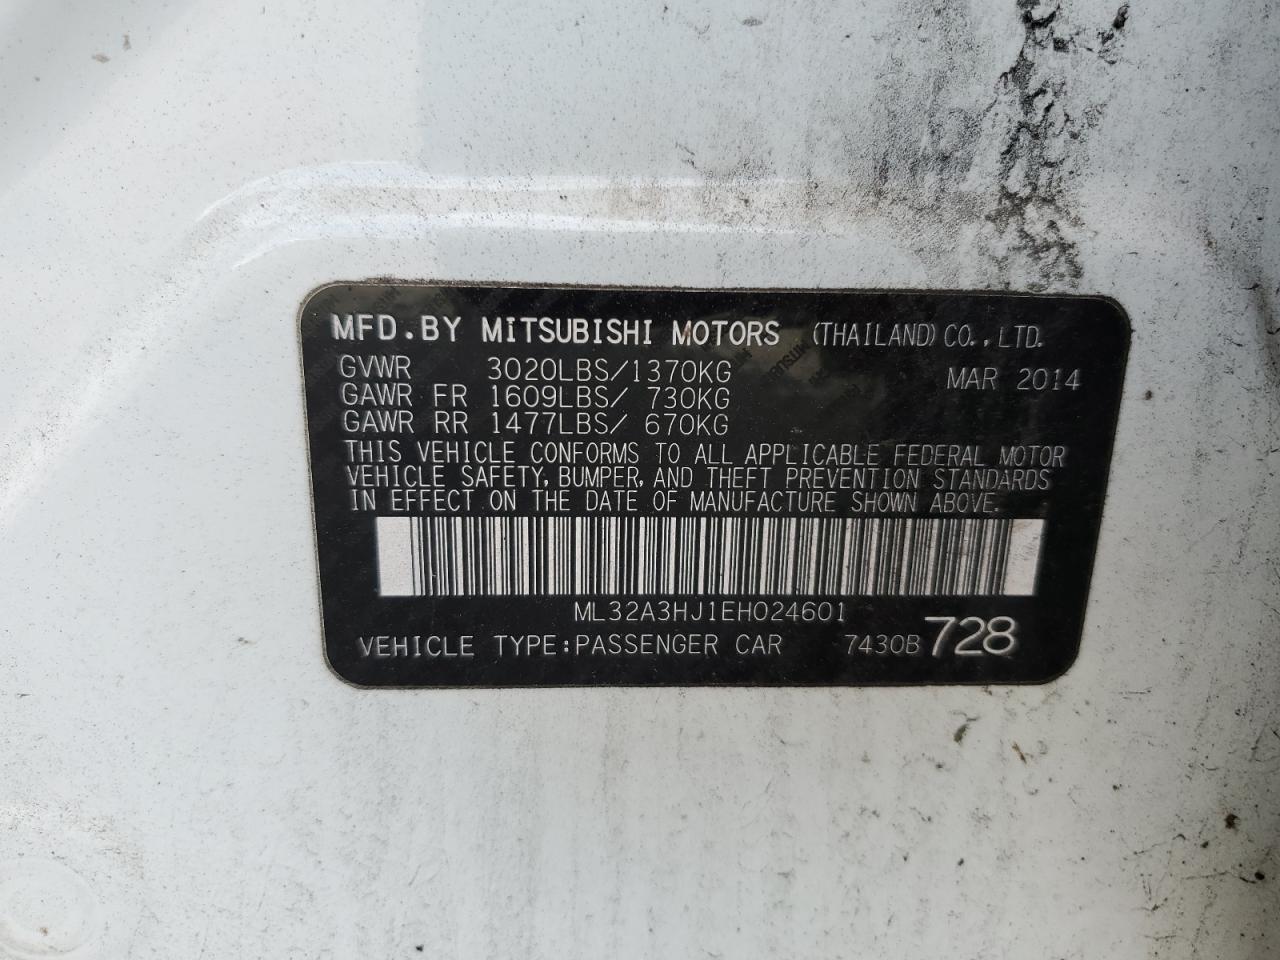 MFD.BY MITSUBISHI MOTORS (THAILAND) CO.,LTD.
GVWR 3020LBS/1370KG MAR 2014
GAWR FR 1609LBS/ 730KG
GAWR RR 1477LBS/ 670KG
THIS VEHICLE CONFORMS TO ALL APPLICABLE FEDERAL MOTOR
VEHICLE SAFETY, BUMPER, AND THEFT PREVENTION STANDARDS
IN EFFECT ON THE DATE OF MANUFACTURE SHOWN ABOVE.
ML32A3HJ1EH024601
VEHICLE TYPE:PASSENGER CAR 7430B 728